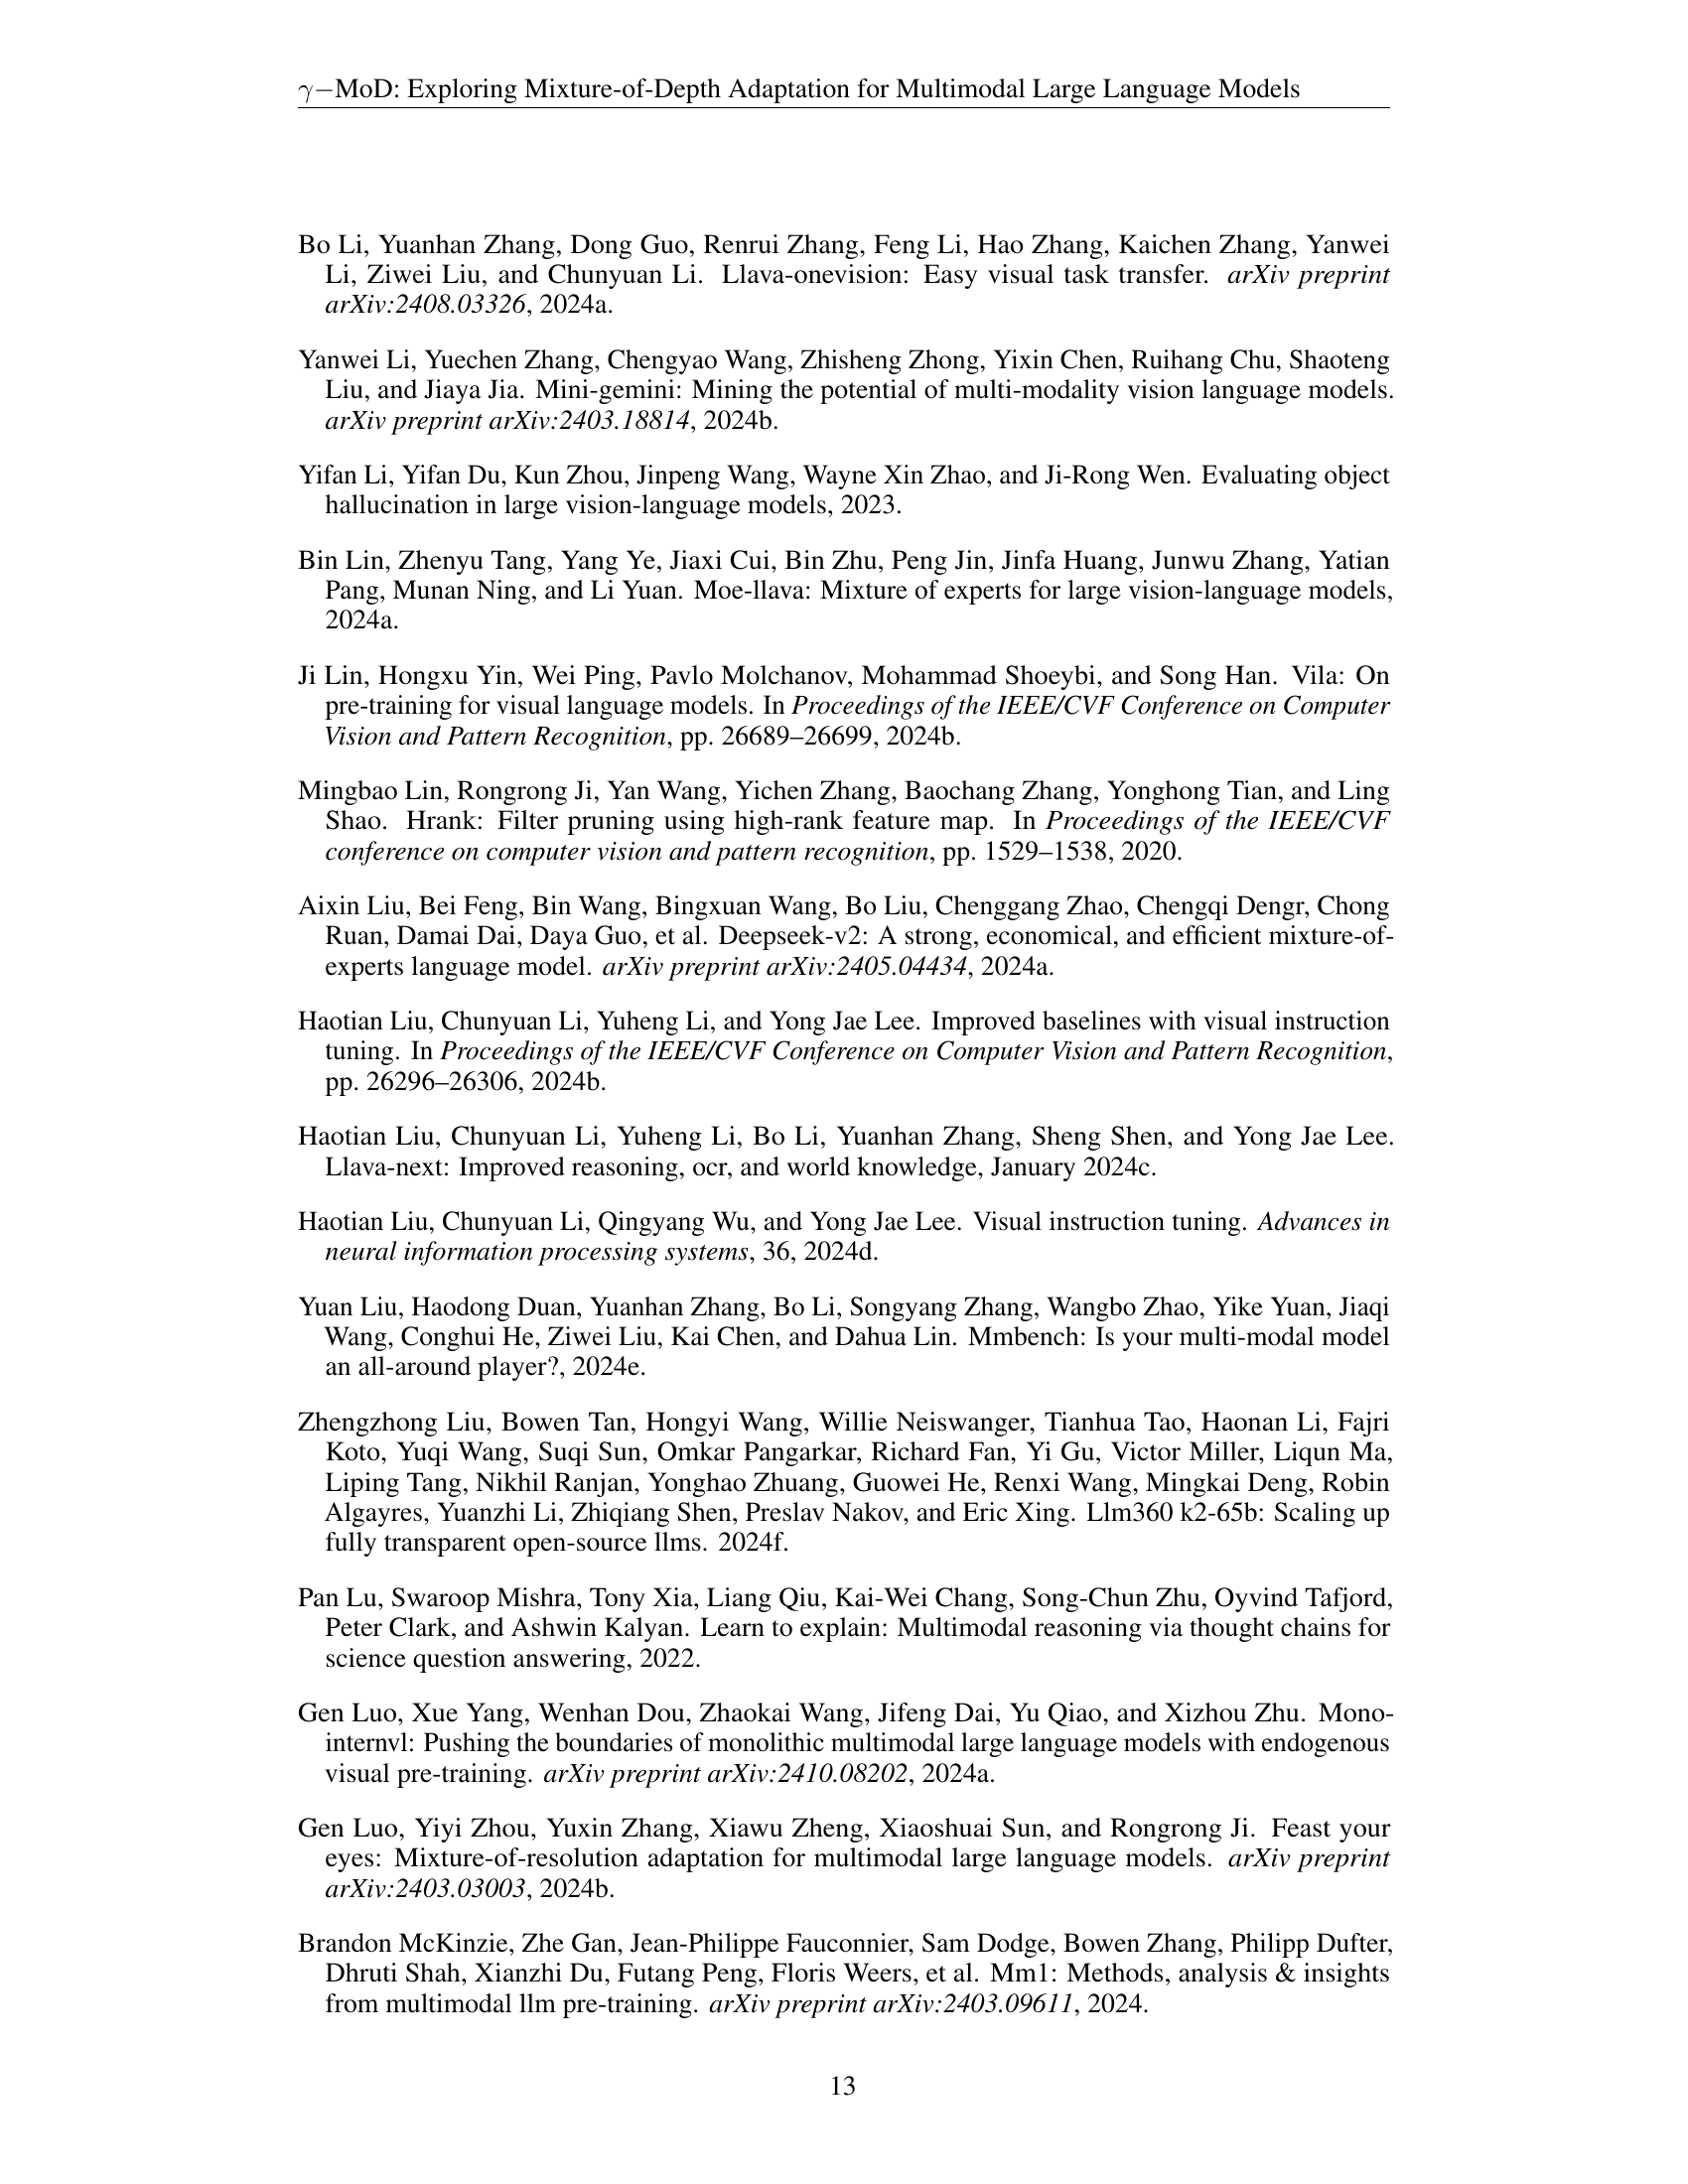 γ−MoD: Exploring Mixture-of-Depth Adaptation for Multimodal Large Language Models
Bo Li, Yuanhan Zhang, Dong Guo, Renrui Zhang, Feng Li, Hao Zhang, Kaichen Zhang, Yanwei
Li, Ziwei Liu, and Chunyuan Li. Llava-onevision: Easy visual task transfer. arXiv preprint
arXiv:2408.03326, 2024a.
Yanwei Li, Yuechen Zhang, Chengyao Wang, Zhisheng Zhong, Yixin Chen, Ruihang Chu, Shaoteng
Liu, and Jiaya Jia. Mini-gemini: Mining the potential of multi-modality vision language models.
arXiv preprint arXiv:2403.18814, 2024b.
Yifan Li, Yifan Du, Kun Zhou, Jinpeng Wang, Wayne Xin Zhao, and Ji-Rong Wen. Evaluating object
hallucination in large vision-language models, 2023.
Bin Lin, Zhenyu Tang, Yang Ye, Jiaxi Cui, Bin Zhu, Peng Jin, Jinfa Huang, Junwu Zhang, Yatian
Pang, Munan Ning, and Li Yuan. Moe-llava: Mixture of experts for large vision-language models,
2024a.
Ji Lin, Hongxu Yin, Wei Ping, Pavlo Molchanov, Mohammad Shoeybi, and Song Han. Vila: On
pre-training for visual language models. In Proceedings of the IEEE/CVF Conference on Computer
Vision and Pattern Recognition, pp. 26689–26699, 2024b.
Mingbao Lin, Rongrong Ji, Yan Wang, Yichen Zhang, Baochang Zhang, Yonghong Tian, and Ling
Shao. Hrank: Filter pruning using high-rank feature map. In Proceedings of the IEEE/CVF
conference on computer vision and pattern recognition, pp. 1529–1538, 2020.
Aixin Liu, Bei Feng, Bin Wang, Bingxuan Wang, Bo Liu, Chenggang Zhao, Chengqi Dengr, Chong
Ruan, Damai Dai, Daya Guo, et al. Deepseek-v2: A strong, economical, and efficient mixture-of-
experts language model. arXiv preprint arXiv:2405.04434, 2024a.
Haotian Liu, Chunyuan Li, Yuheng Li, and Yong Jae Lee. Improved baselines with visual instruction
tuning. In Proceedings of the IEEE/CVF Conference on Computer Vision and Pattern Recognition,
pp. 26296–26306, 2024b.
Haotian Liu, Chunyuan Li, Yuheng Li, Bo Li, Yuanhan Zhang, Sheng Shen, and Yong Jae Lee.
Llava-next: Improved reasoning, ocr, and world knowledge, January 2024c.
Haotian Liu, Chunyuan Li, Qingyang Wu, and Yong Jae Lee. Visual instruction tuning. Advances in
neural information processing systems, 36, 2024d.
Yuan Liu, Haodong Duan, Yuanhan Zhang, Bo Li, Songyang Zhang, Wangbo Zhao, Yike Yuan, Jiaqi
Wang, Conghui He, Ziwei Liu, Kai Chen, and Dahua Lin. Mmbench: Is your multi-modal model
an all-around player?, 2024e.
Zhengzhong Liu, Bowen Tan, Hongyi Wang, Willie Neiswanger, Tianhua Tao, Haonan Li, Fajri
Koto, Yuqi Wang, Suqi Sun, Omkar Pangarkar, Richard Fan, Yi Gu, Victor Miller, Liqun Ma,
Liping Tang, Nikhil Ranjan, Yonghao Zhuang, Guowei He, Renxi Wang, Mingkai Deng, Robin
Algayres, Yuanzhi Li, Zhiqiang Shen, Preslav Nakov, and Eric Xing. Llm360 k2-65b: Scaling up
fully transparent open-source llms. 2024f.
Pan Lu, Swaroop Mishra, Tony Xia, Liang Qiu, Kai-Wei Chang, Song-Chun Zhu, Oyvind Tafjord,
Peter Clark, and Ashwin Kalyan. Learn to explain: Multimodal reasoning via thought chains for
science question answering, 2022.
Gen Luo, Xue Yang, Wenhan Dou, Zhaokai Wang, Jifeng Dai, Yu Qiao, and Xizhou Zhu. Mono-
internvl: Pushing the boundaries of monolithic multimodal large language models with endogenous
visual pre-training. arXiv preprint arXiv:2410.08202, 2024a.
Gen Luo, Yiyi Zhou, Yuxin Zhang, Xiawu Zheng, Xiaoshuai Sun, and Rongrong Ji. Feast your
eyes: Mixture-of-resolution adaptation for multimodal large language models. arXiv preprint
arXiv:2403.03003, 2024b.
Brandon McKinzie, Zhe Gan, Jean-Philippe Fauconnier, Sam Dodge, Bowen Zhang, Philipp Dufter,
Dhruti Shah, Xianzhi Du, Futang Peng, Floris Weers, et al. Mm1: Methods, analysis & insights
from multimodal llm pre-training. arXiv preprint arXiv:2403.09611, 2024.
13